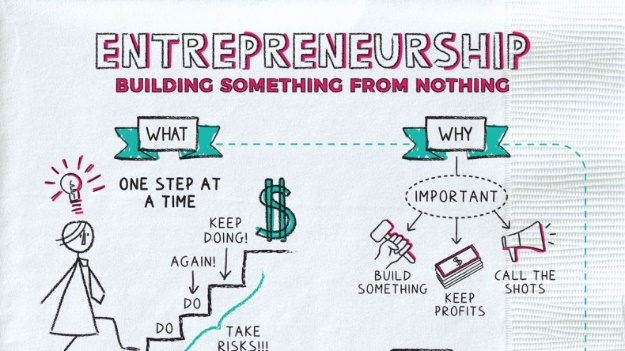 ENTREPRENEURSHIP
BUILDING SOMETHING FROM NOTHING
WHAT
ONE STEP AT
A TIME
KEEP
DOING!
AGAIN!
DO
DO
TAKE
RISKS!!!
WHY
IMPORTANT
BUILD
SOMETHING
KEEP
PROFITS
CALL THE
SHOTS